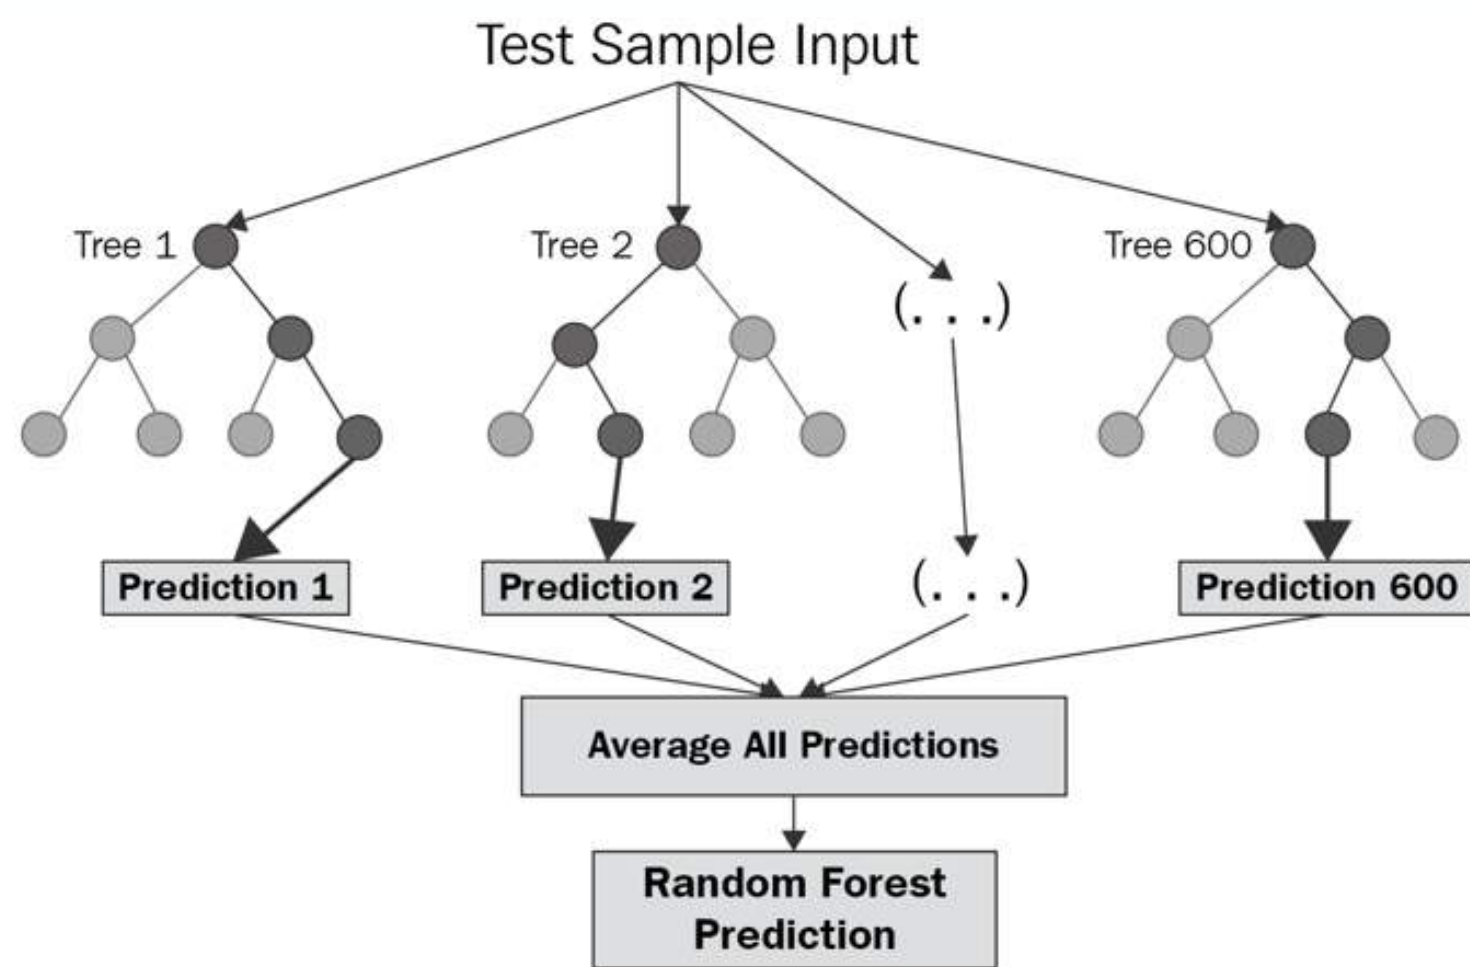 Test Sample Input
Tree 1
Tree 2
Tree 600
(. . .)
(. . .)
Prediction 1
Prediction 2
Prediction 600
Average All Predictions
Random Forest
Prediction